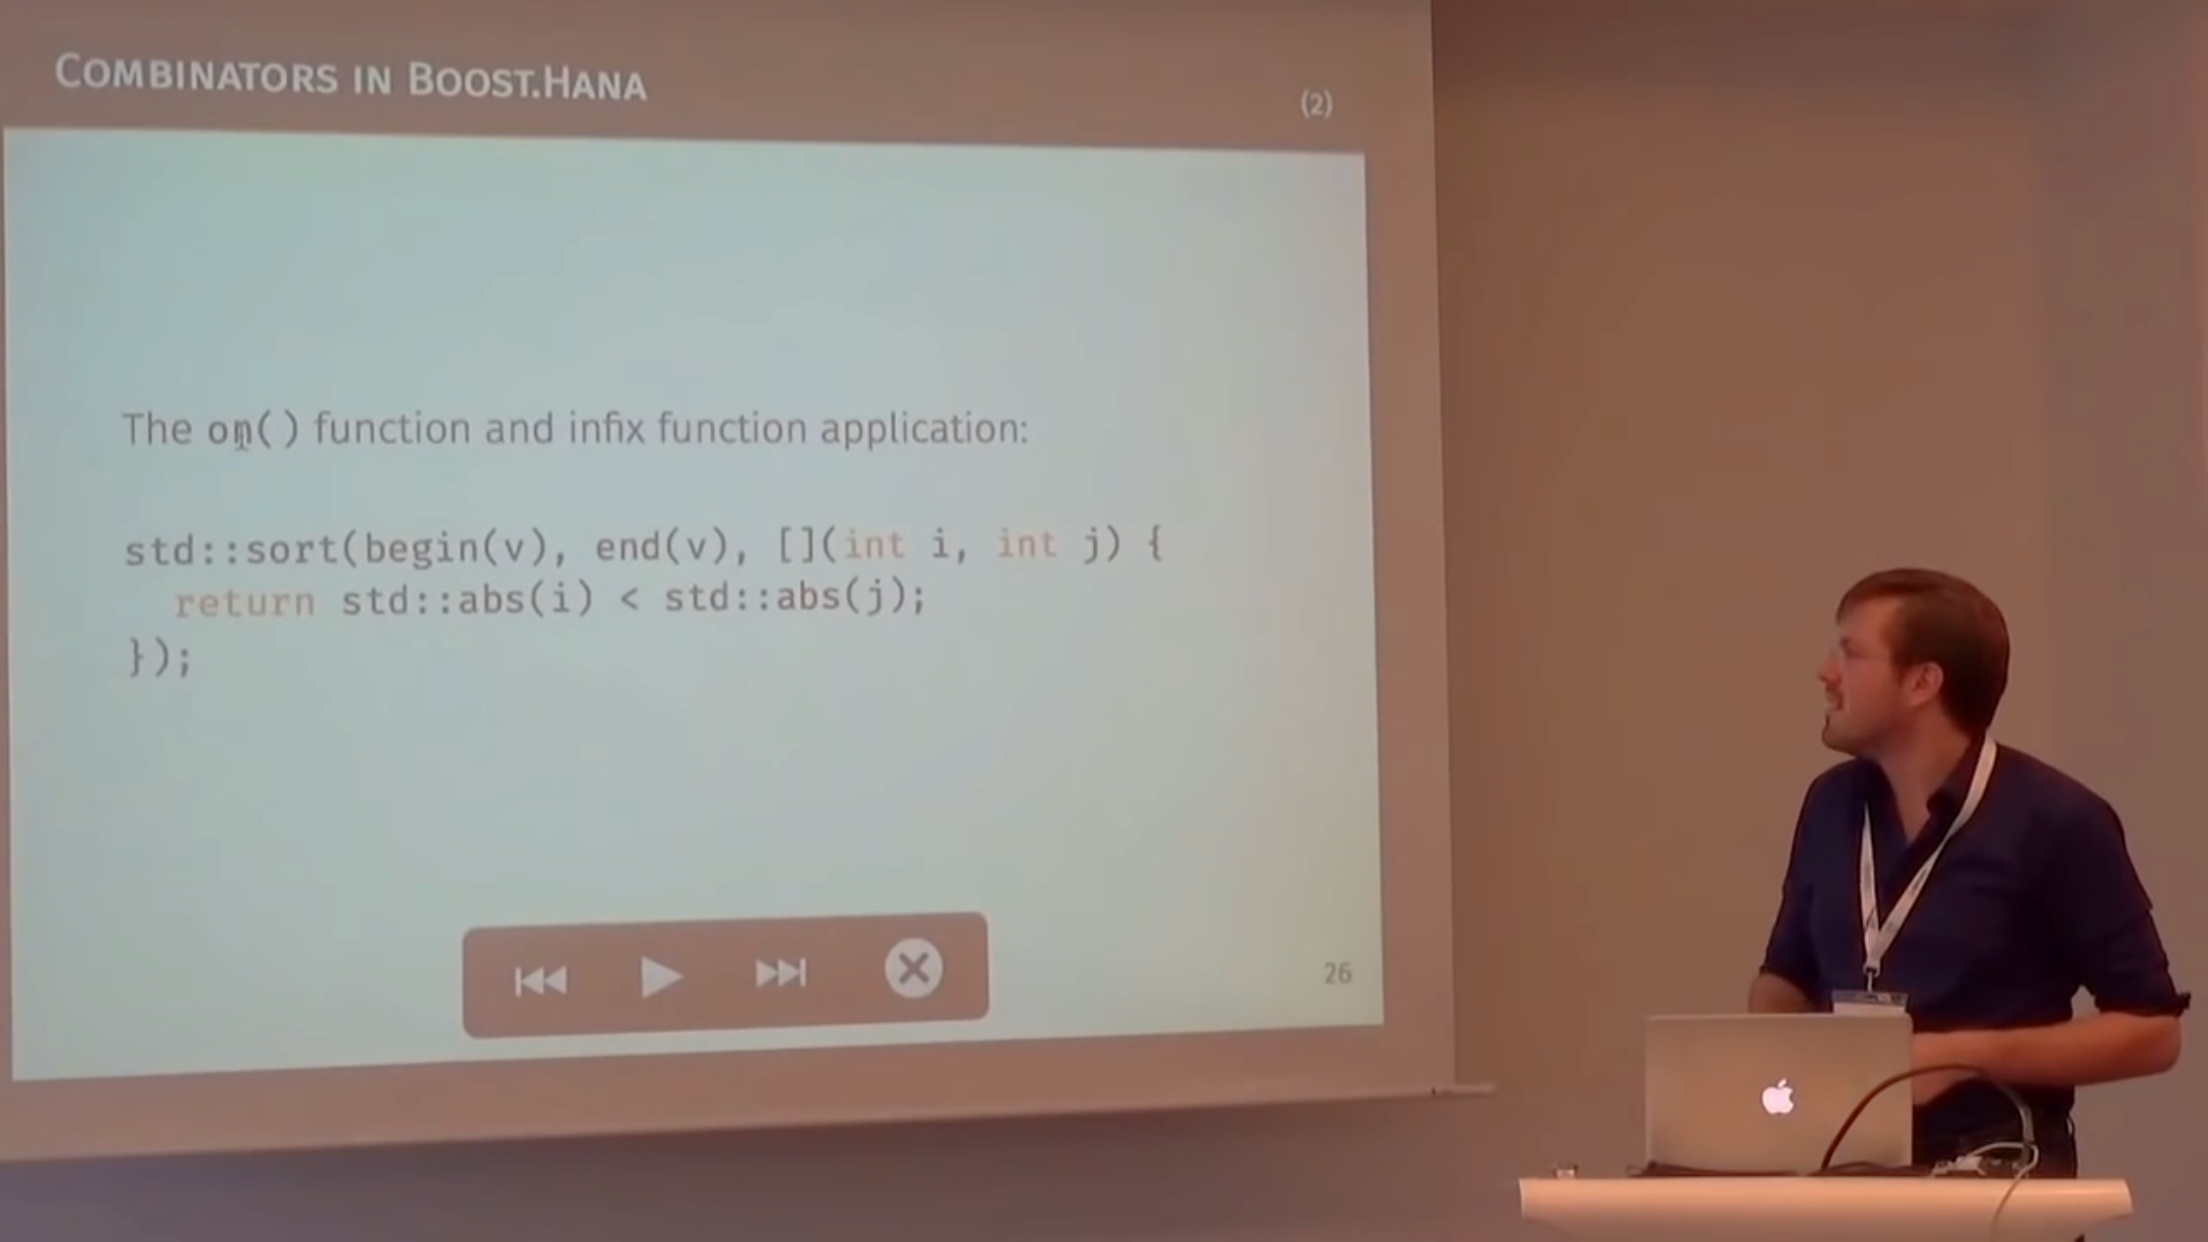 COMBINATORS IN BOOST.HANA
(2)
The on() function and infix function application:
std::sort(begin(v), end(v), [](int i, int j) {
  return std::abs(i) < std::abs(j);
});
26